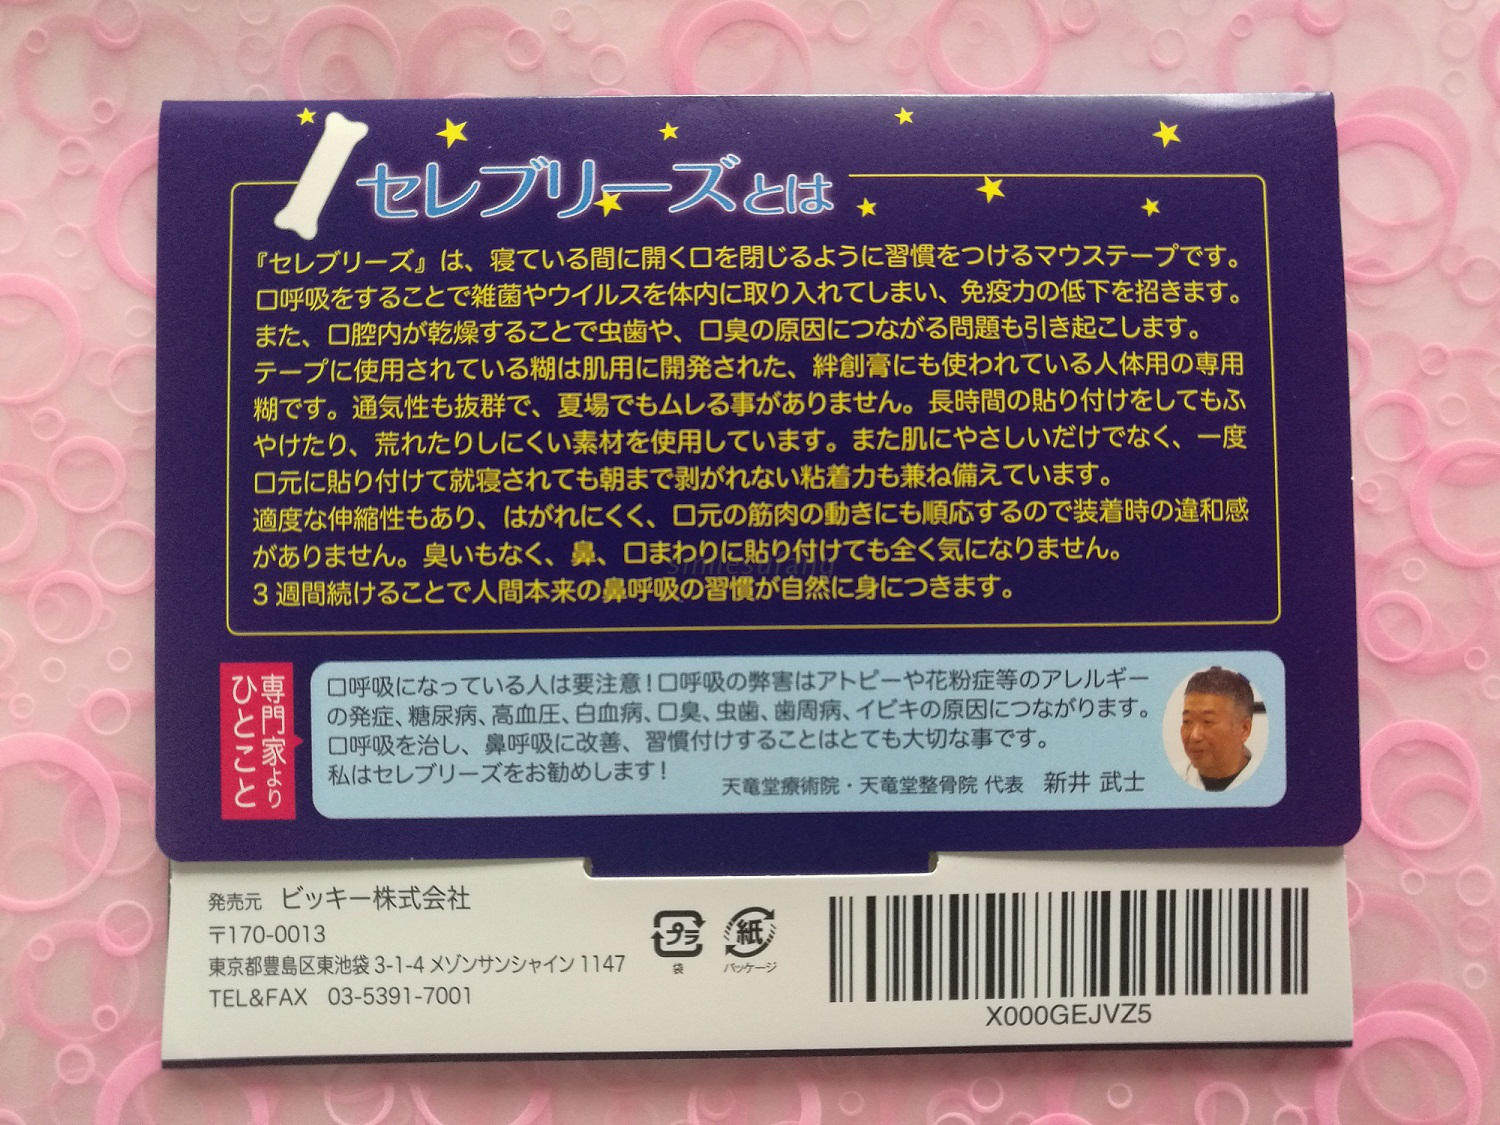 セレブリーズとは
『セレブリーズ』は、寝ている間に開く口を閉じるように習慣をつけるマウステープです。
口呼吸をすることで雑菌やウイルスを体内に取り入れてしまい、免疫力の低下を招きます。
また、口腔内が乾燥することで虫歯や、口臭の原因につながる問題も引き起こします。
テープに使用されている糊は肌用に開発された、絆創膏にも使われている人体用の専用
糊です。通気性も抜群で、夏場でもムレる事がありません。長時間の貼り付けをしてもふ
やけたり、荒れたりしにくい素材を使用しています。また肌にやさしいだけでなく、一度
口元に貼り付けて就寝されても朝まで剥がれない粘着力も兼ね備えています。
適度な伸縮性もあり、はがれにくく、口元の筋肉の動きにも順応するので装着時の違和感
がありません。臭いもなく、鼻、口まわりに貼り付けても全く気になりません。
3週間続けることで人間本来の鼻呼吸の習慣が自然に身につきます。
専門家より
ひとこと
口呼吸になっている人は要注意!口呼吸の弊害はアトピーや花粉症等のアレルギー
の発症、糖尿病、高血圧、白血病、口臭、虫歯、歯周病、イビキの原因につながります。
口呼吸を治し、鼻呼吸に改善、習慣付けすることはとても大切な事です。
私はセレブリーズをお勧めします!
天竜堂療術院・天竜堂整骨院 代表 新井 武士
発売元 ビッキー株式会社
〒170-0013
東京都豊島区東池袋3-1-4メゾンサンシャイン1147
TEL&FAX 03-5391-7001
プラ
袋
紙
パッケージ
X000GEJVZ5